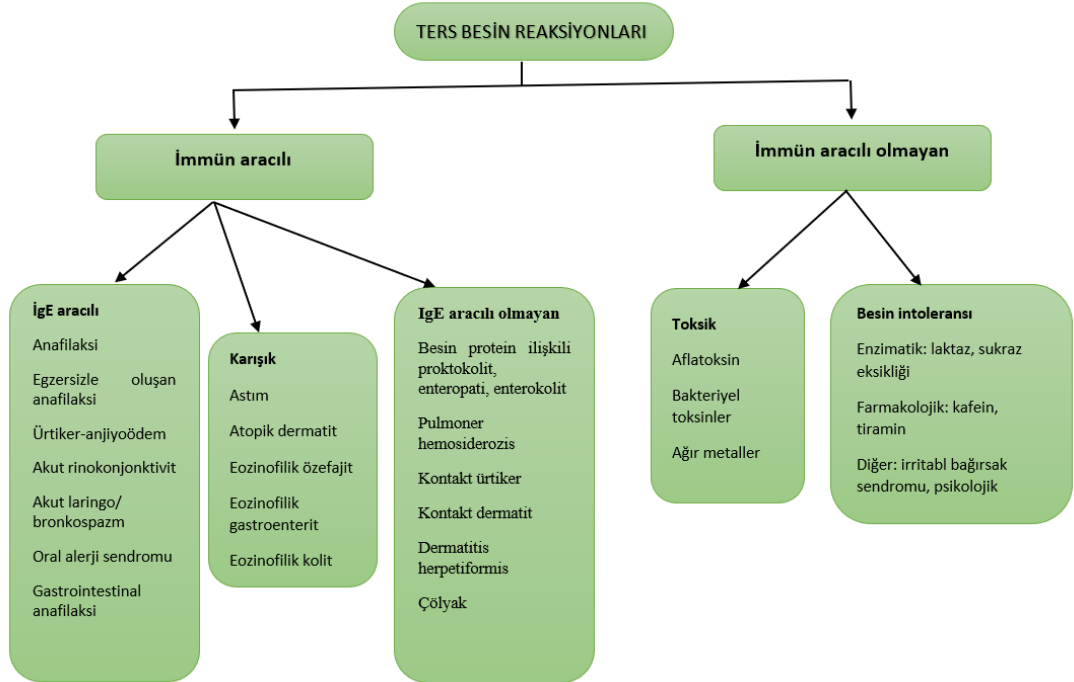 TERS BESİN REAKSİYONLARI
İmmün aracılı
İmmün aracılı olmayan
İgE aracılı
Anafilaksi
Egzersizle oluşan
anafilaksi
Ürtiker-anjiyoödem
Akut rinokonjktivit
Akut laringo/
bronkospazm
Oral alerji sendromu
Gastrointestinal
anafilaksi
Karışık
Astım
Atopik dermatit
Eozinofilik özefajit
Eozinofilik
gastroenterit
Eozinofilik kolit
IgE aracılı olmayan
Besin protein ilişkili
proktokolit,
enteropati, enterokolit
Pulmoner
hemosiderozis
Kontakt ürtiker
Kontakt dermatit
Dermatitis
herpetiformis
Çölyak
Toksik
Aflatoksin
Bakteriyel
toksinler
Ağır metaller
Besin intoleransı
Enzimatik: laktaz, sukraz
eksikliği
Farmakolojik: kafein,
tiramin
Diğer: irritabl bağırsak
sendromu, psikolojik